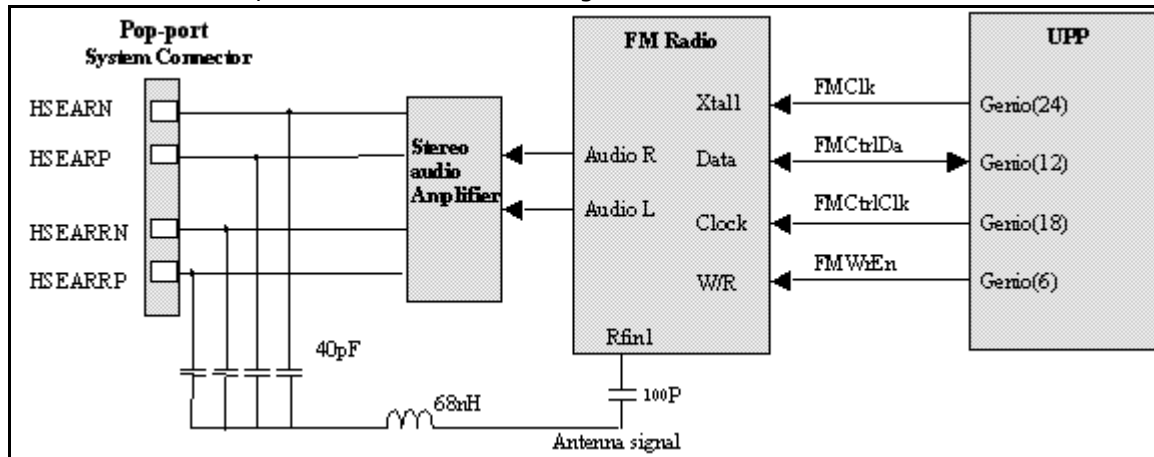 Pop-port
System Connector
HSEARN
HSEARP
HSEARRN
HSEARRP
Stereo
audio
Amplifier
40pF
68nH
Antenna signal
100P
FM Radio
Xtall
Audio R
Data
Audio L
Clock
W/R
Rfin1
FMClk
FMCtrlDa
FMCtrlClk
FMWrEn
UPP
Genio(24)
Genio(12)
Genio(18)
Genio(6)